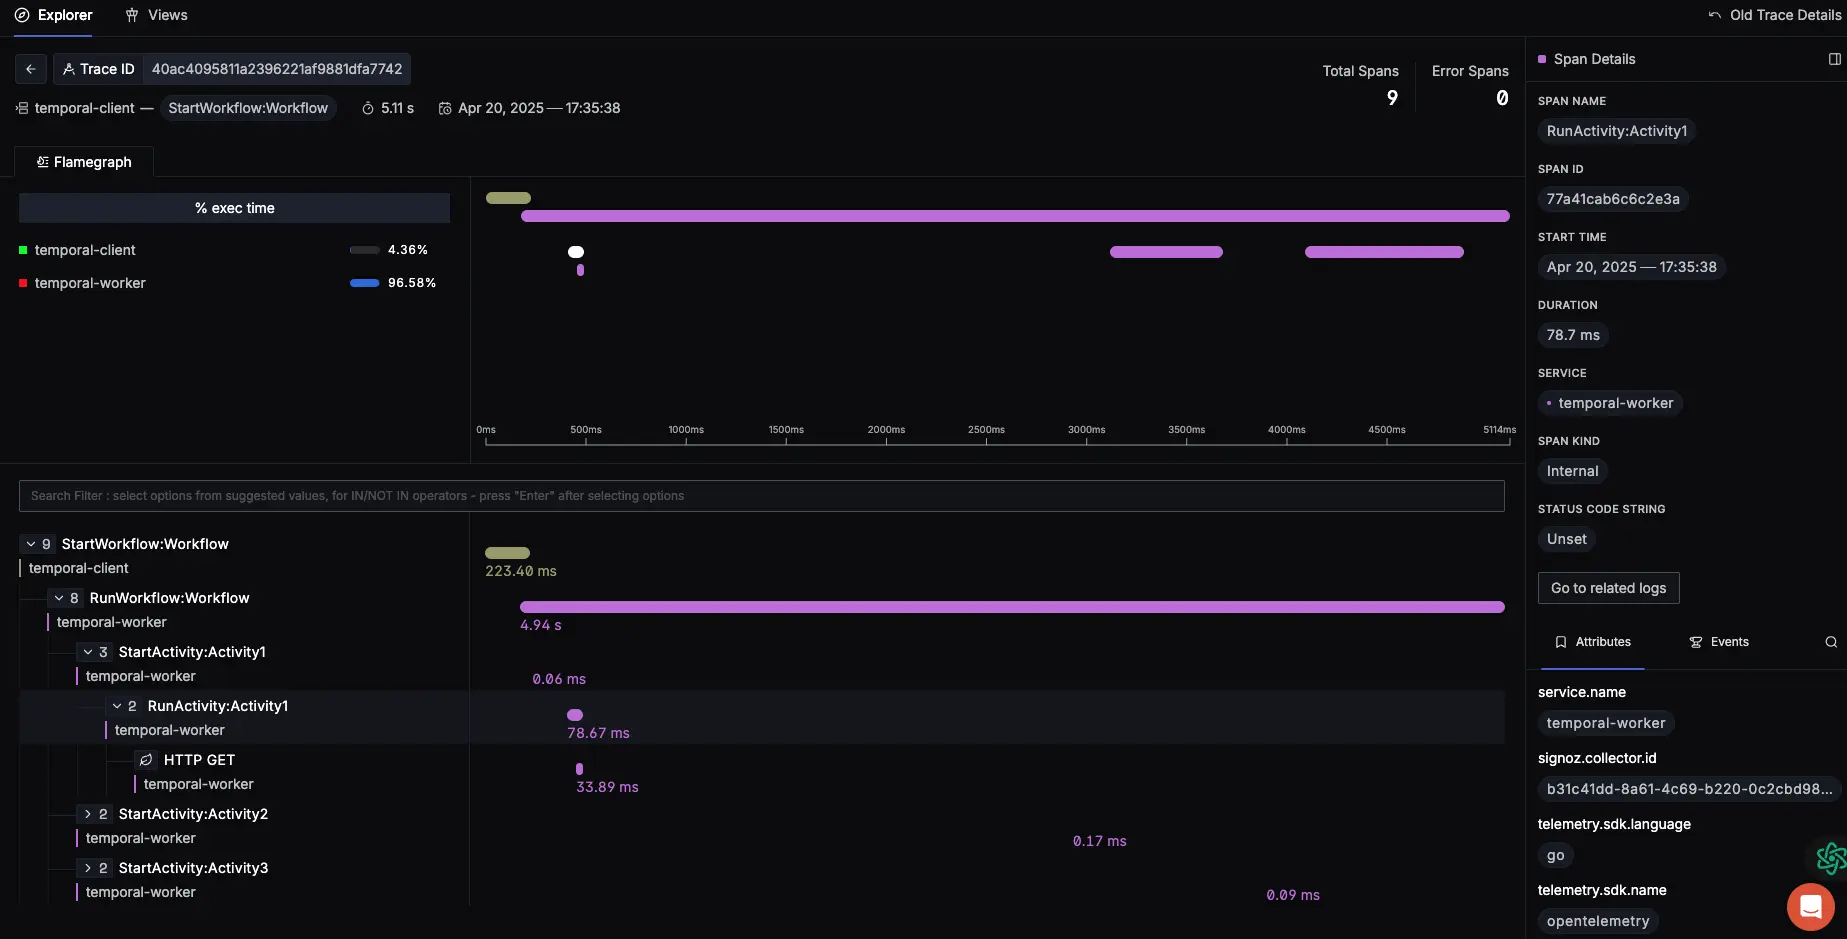 Explorer
Views
Old Trace Details
Trace ID 40ac4095811a2396221af9881dfa7742
temporal-client — StartWorkflow:Workflow 5.11 s Apr 20, 2025 — 17:35:38
Total Spans
9
Error Spans
0
Flamegraph
% exec time
temporal-client 4.36%
temporal-worker 96.58%
0ms 500ms 1000ms 1500ms 2000ms 2500ms 3000ms 3500ms 4000ms 4500ms 5114ms
Search Filter : select options from suggested values, for IN/NOT IN operators - press "Enter" after selecting options
9 StartWorkflow:Workflow
temporal-client
223.40 ms
8 RunWorkflow:Workflow
temporal-worker
4.94 s
3 StartActivity:Activity1
temporal-worker
0.06 ms
2 RunActivity:Activity1
temporal-worker
78.67 ms
HTTP GET
temporal-worker
33.89 ms
2 StartActivity:Activity2
temporal-worker
0.17 ms
2 StartActivity:Activity3
temporal-worker
0.09 ms
Span Details
SPAN NAME
RunActivity:Activity1
SPAN ID
77a41cab6c6c2e3a
START TIME
Apr 20, 2025 — 17:35:38
DURATION
78.7 ms
SERVICE
temporal-worker
SPAN KIND
Internal
STATUS CODE STRING
Unset
Go to related logs
Attributes
Events
service.name
temporal-worker
signoz.collector.id
b31c41dd-8a61-4c69-b220-0c2cbd98...
telemetry.sdk.language
go
telemetry.sdk.name
opentelemetry